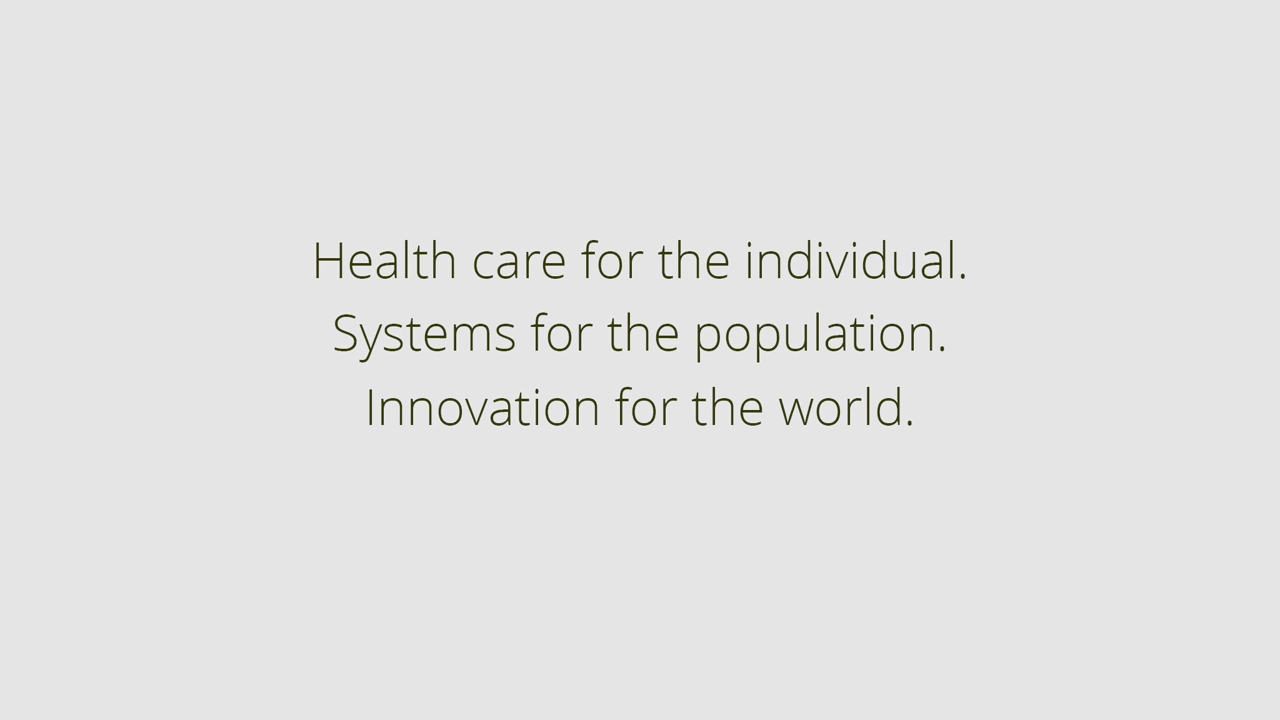 Health care for the individual.
Systems for the population.
Innovation for the world.